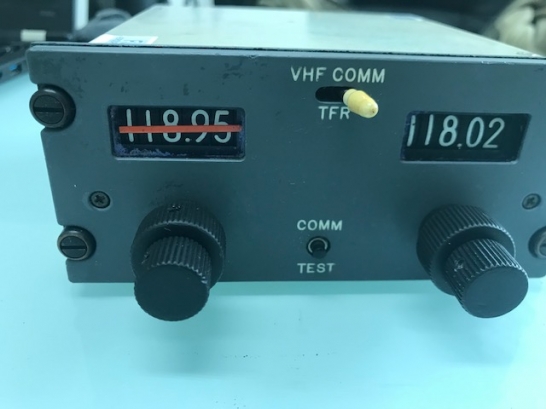 VHF COMM
TFR
118.95
118.02
COMM
TEST